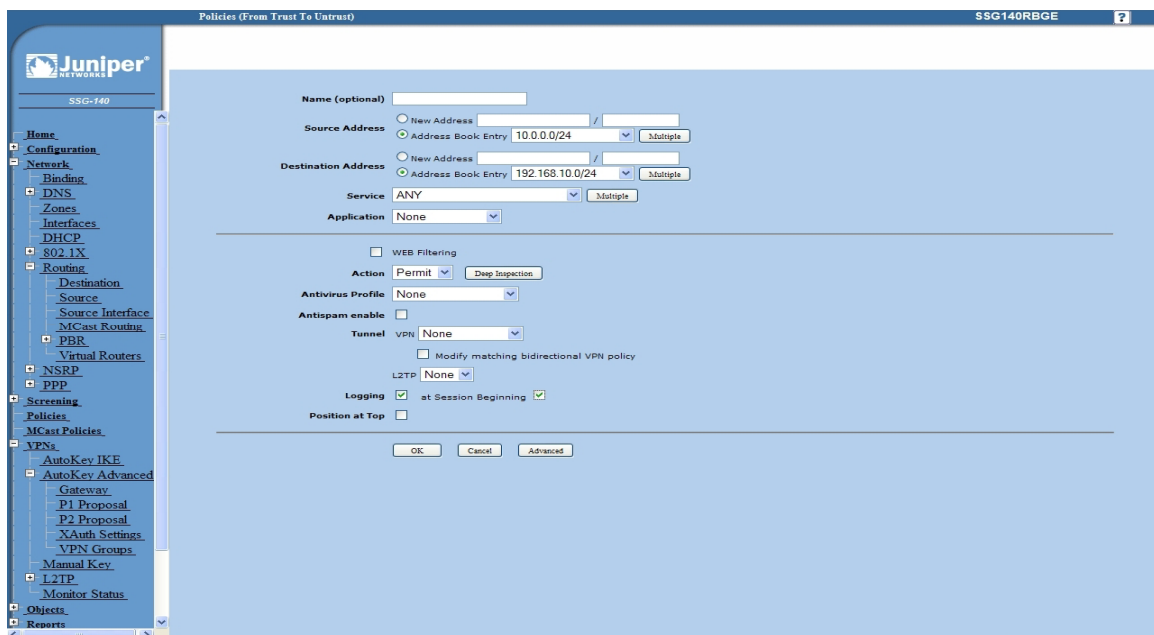 Policies (From Trust To Untrust)
SSG140RBGE
?
Juniper®
NETWORKS
SSG-140
Home
Configuration
Network
Binding
DNS
Zones
Interfaces
DHCP
802.1X
Routing
Destination
Source
Source Interface
MCast Routing
PBR
Virtual Routers
NSRP
PPP
Screening
Policies
MCast Policies
VPNs
AutoKey IKE
AutoKey Advanced
Gateway
P1 Proposal
P2 Proposal
XAuth Settings
VPN Groups
Manual Key
L2TP
Monitor Status
Objects
Reports
Name (optional)
Source Address
New Address /
Address Book Entry 10.0.0.0/24 Multiple
Destination Address
New Address /
Address Book Entry 192.168.10.0/24 Multiple
Service ANY Multiple
Application None
WEB Filtering
Action Permit Deep Inspection
Antivirus Profile None
Antispam enable
Tunnel VPN None
Modify matching bidirectional VPN policy
L2TP None
Logging at Session Beginning
Position at Top
OK Cancel Advanced